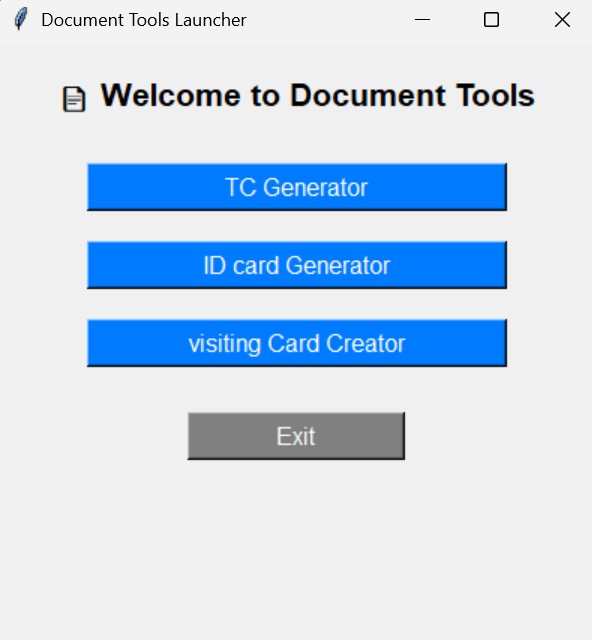 Document Tools Launcher
Welcome to Document Tools
TC Generator
ID card Generator
visiting Card Creator
Exit